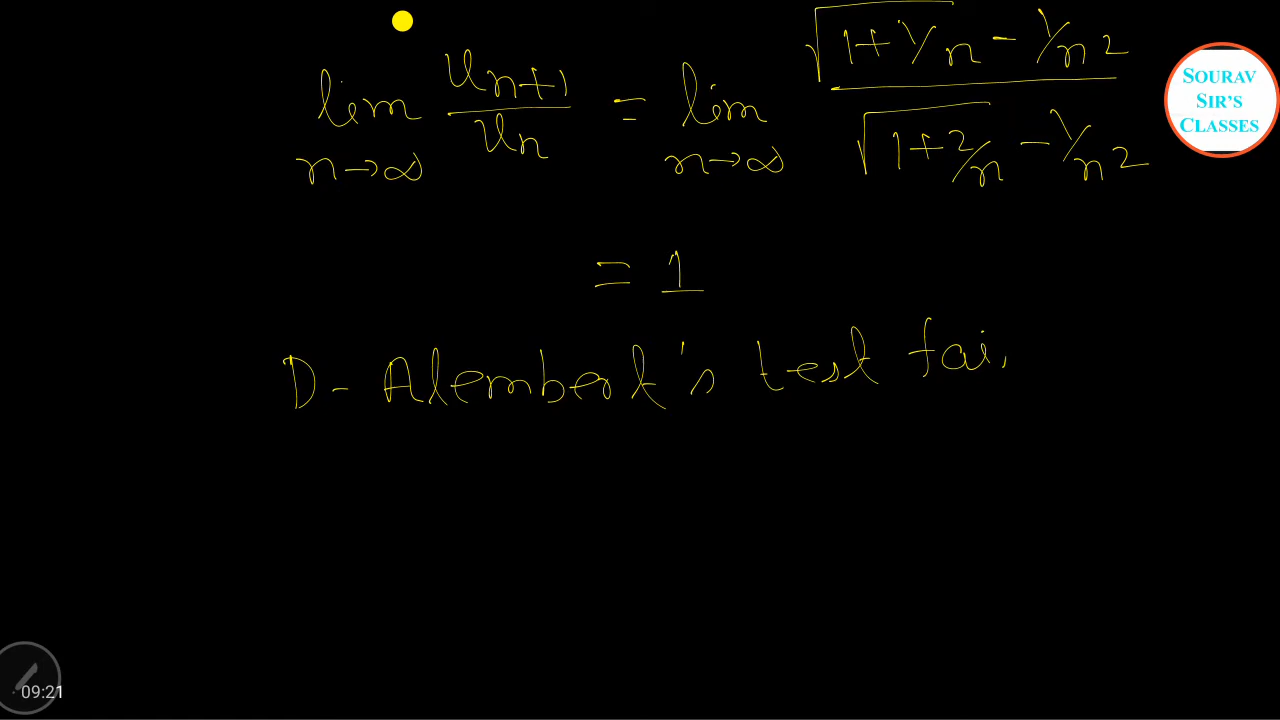 lim n→∞ u_{n+1}/u_n = lim n→∞ (√(1+1/n) - 1/n2)/(√(1+2/n) - 1/n2)
SOURAV
SIR'S
CLASSES
= 1
D-Alembert's test fai
09:21